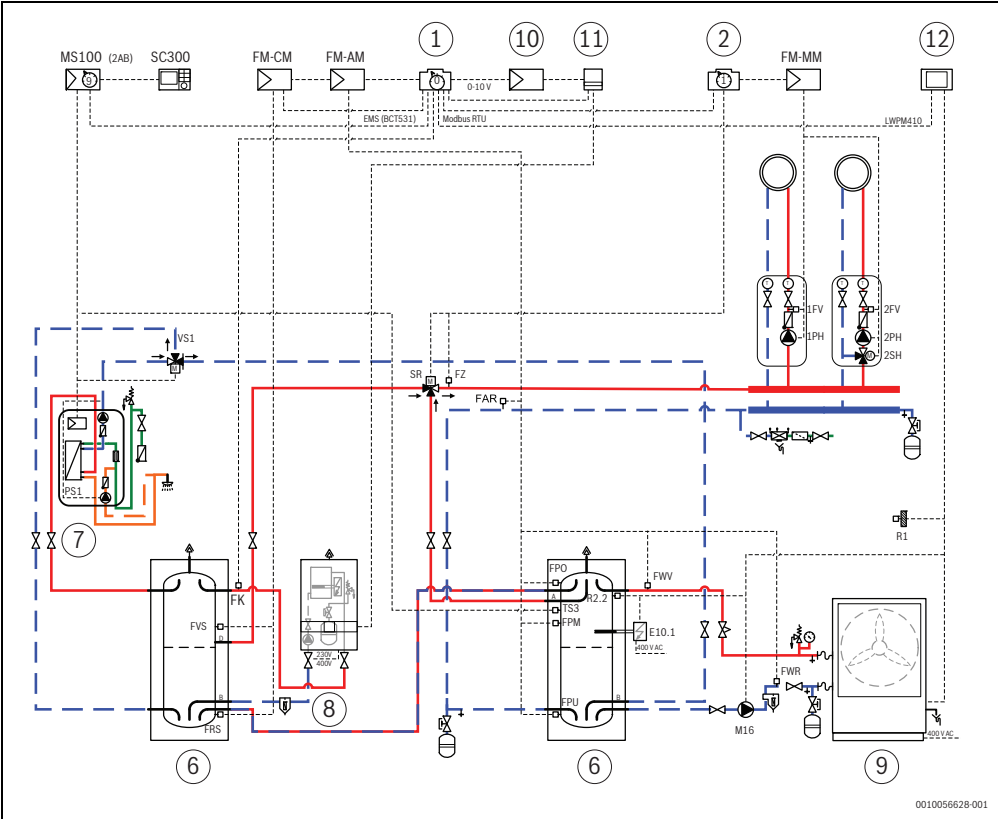 1
10
11
2
12
MS100 (2AB)
SC300
FM-CM
FM-AM
FM-MM
9
0
1
0-10 V
EMS (BCT531)
Modbus RTU
LWPM410
T
T
T
T
1FV
2FV
1PH
2PH
M
2SH
VS1
M
SR
M
FZ
FAR
PS1
R1
7
FPO
FWV
FK
A
R2.2
TS3
FVS
FPM
E10.1
D
230V
400V
400 V AC
FWR
B
B
8
FPU
FRS
M16
400 V AC
6
6
9
0010056628-001